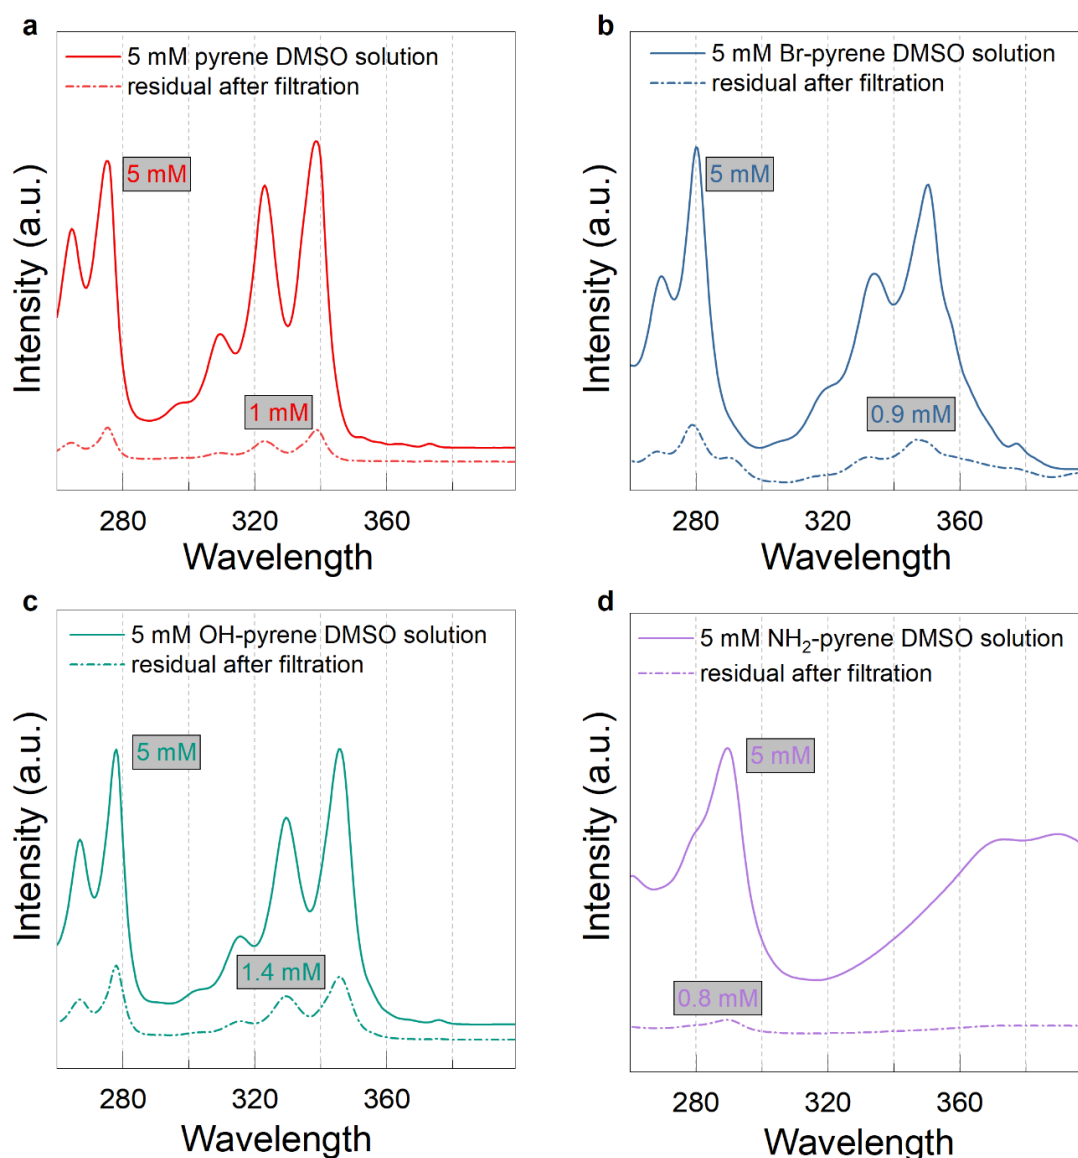 a
5 mM pyrene DMSO solution
residual after filtration
5 mM
1 mM
Intensity (a.u.)
280
320
360
Wavelength
b
5 mM Br-pyrene DMSO solution
residual after filtration
5 mM
0.9 mM
Intensity (a.u.)
280
320
360
Wavelength
c
5 mM OH-pyrene DMSO solution
residual after filtration
5 mM
1.4 mM
Intensity (a.u.)
280
320
360
Wavelength
d
5 mM NH₂-pyrene DMSO solution
residual after filtration
5 mM
0.8 mM
Intensity (a.u.)
280
320
360
Wavelength